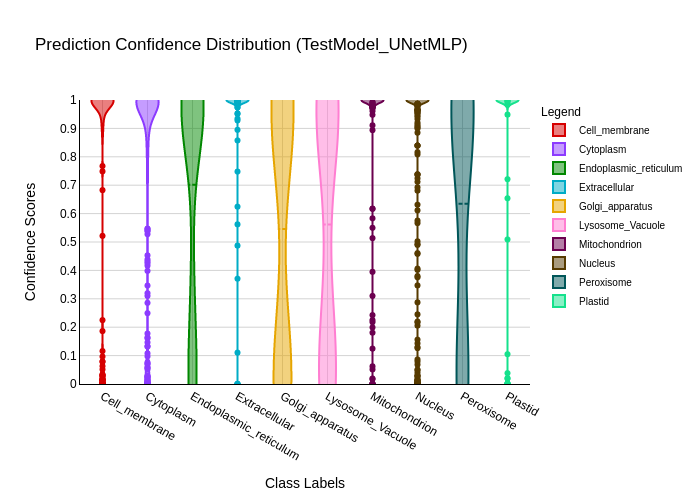 Prediction Confidence Distribution (TestModel_UNetMLP)
Legend
Cell_membrane
Cytoplasm
Endoplasmic_reticulum
Extracellular
Golgi_apparatus
Lysosome_Vacuole
Mitochondrion
Nucleus
Peroxisome
Plastid
Confidence Scores
1
0.9
0.8
0.7
0.6
0.5
0.4
0.3
0.2
0.1
0
Cell_membrane
Cytoplasm
Endoplasmic_reticulum
Extracellular
Golgi_apparatus
Lysosome_Vacuole
Mitochondrion
Nucleus
Peroxisome
Plastid
Class Labels